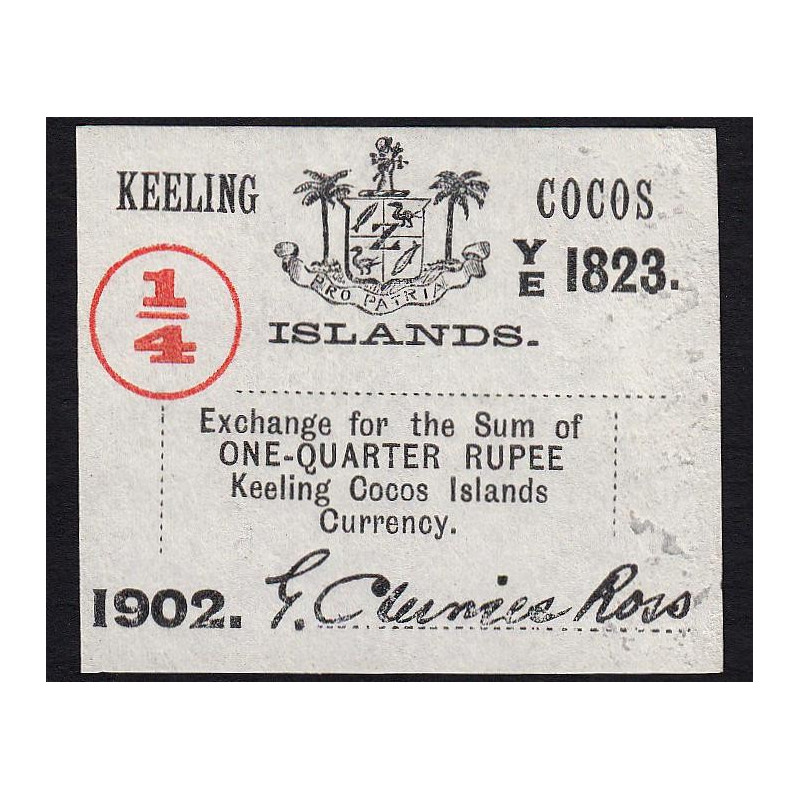 KEELING COCOS
Z
PRO PATRIA
1/4
YE 1823.
ISLANDS.
Exchange for the Sum of
ONE-QUARTER RUPEE
Keeling Cocos Islands
Currency.
1902. G. Clunies Ross